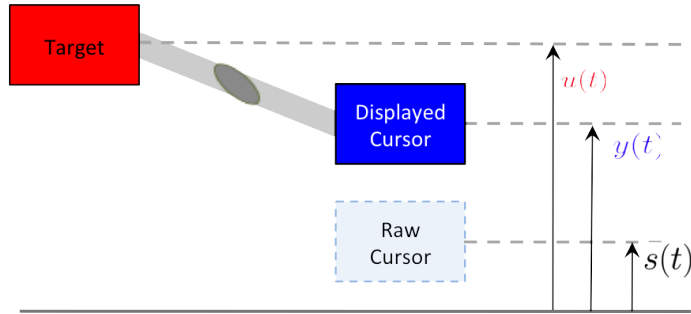 Target
u(t)
Displayed
Cursor
y(t)
Raw
Cursor
s(t)